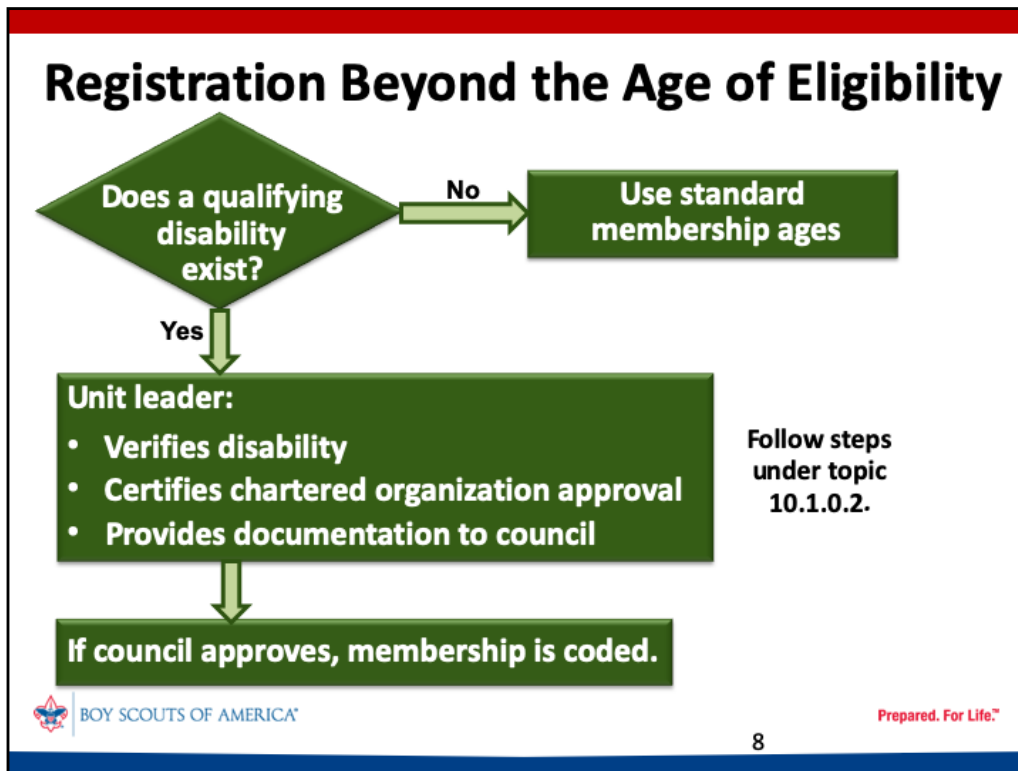 Registration Beyond the Age of Eligibility
Does a qualifying
disability
exist?
No
Use standard
membership ages
Yes
Unit leader:
• Verifies disability
• Certifies chartered organization approval
• Provides documentation to council
Follow steps
under topic
10.1.0.2.
If council approves, membership is coded.
BOY SCOUTS OF AMERICA®
Prepared. For Life.™
8